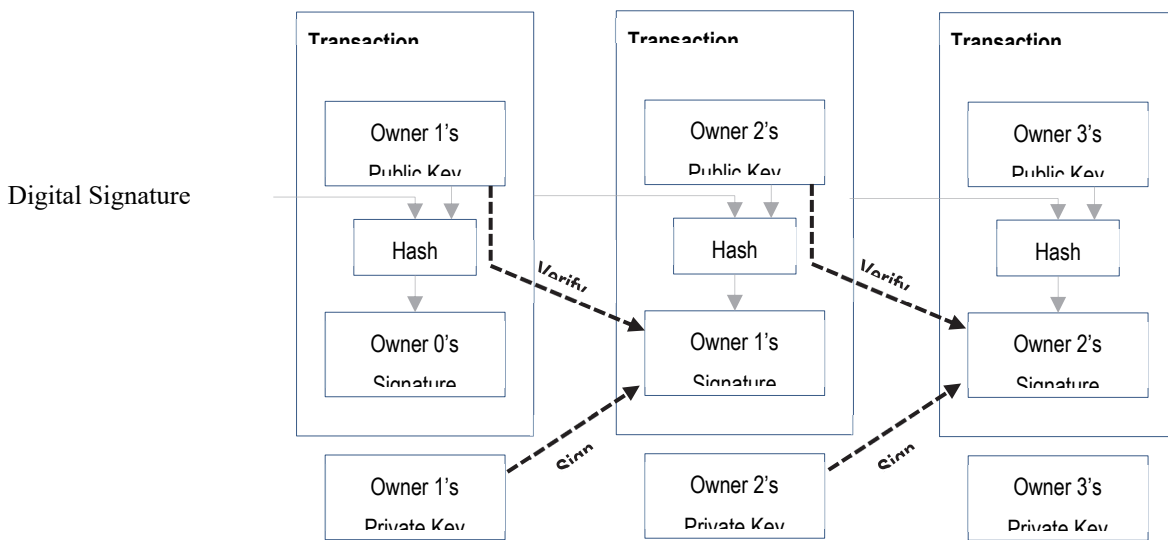 Transaction
Transaction
Transaction
Owner 1’s
Public Key
Owner 2’s
Public Key
Owner 3’s
Public Key
Digital Signature
Hash
Hash
Hash
Verify
Verify
Owner 0’s
Signature
Owner 1’s
Signature
Owner 2’s
Signature
Sign
Sign
Owner 1’s
Private Key
Owner 2’s
Private Key
Owner 3’s
Private Key